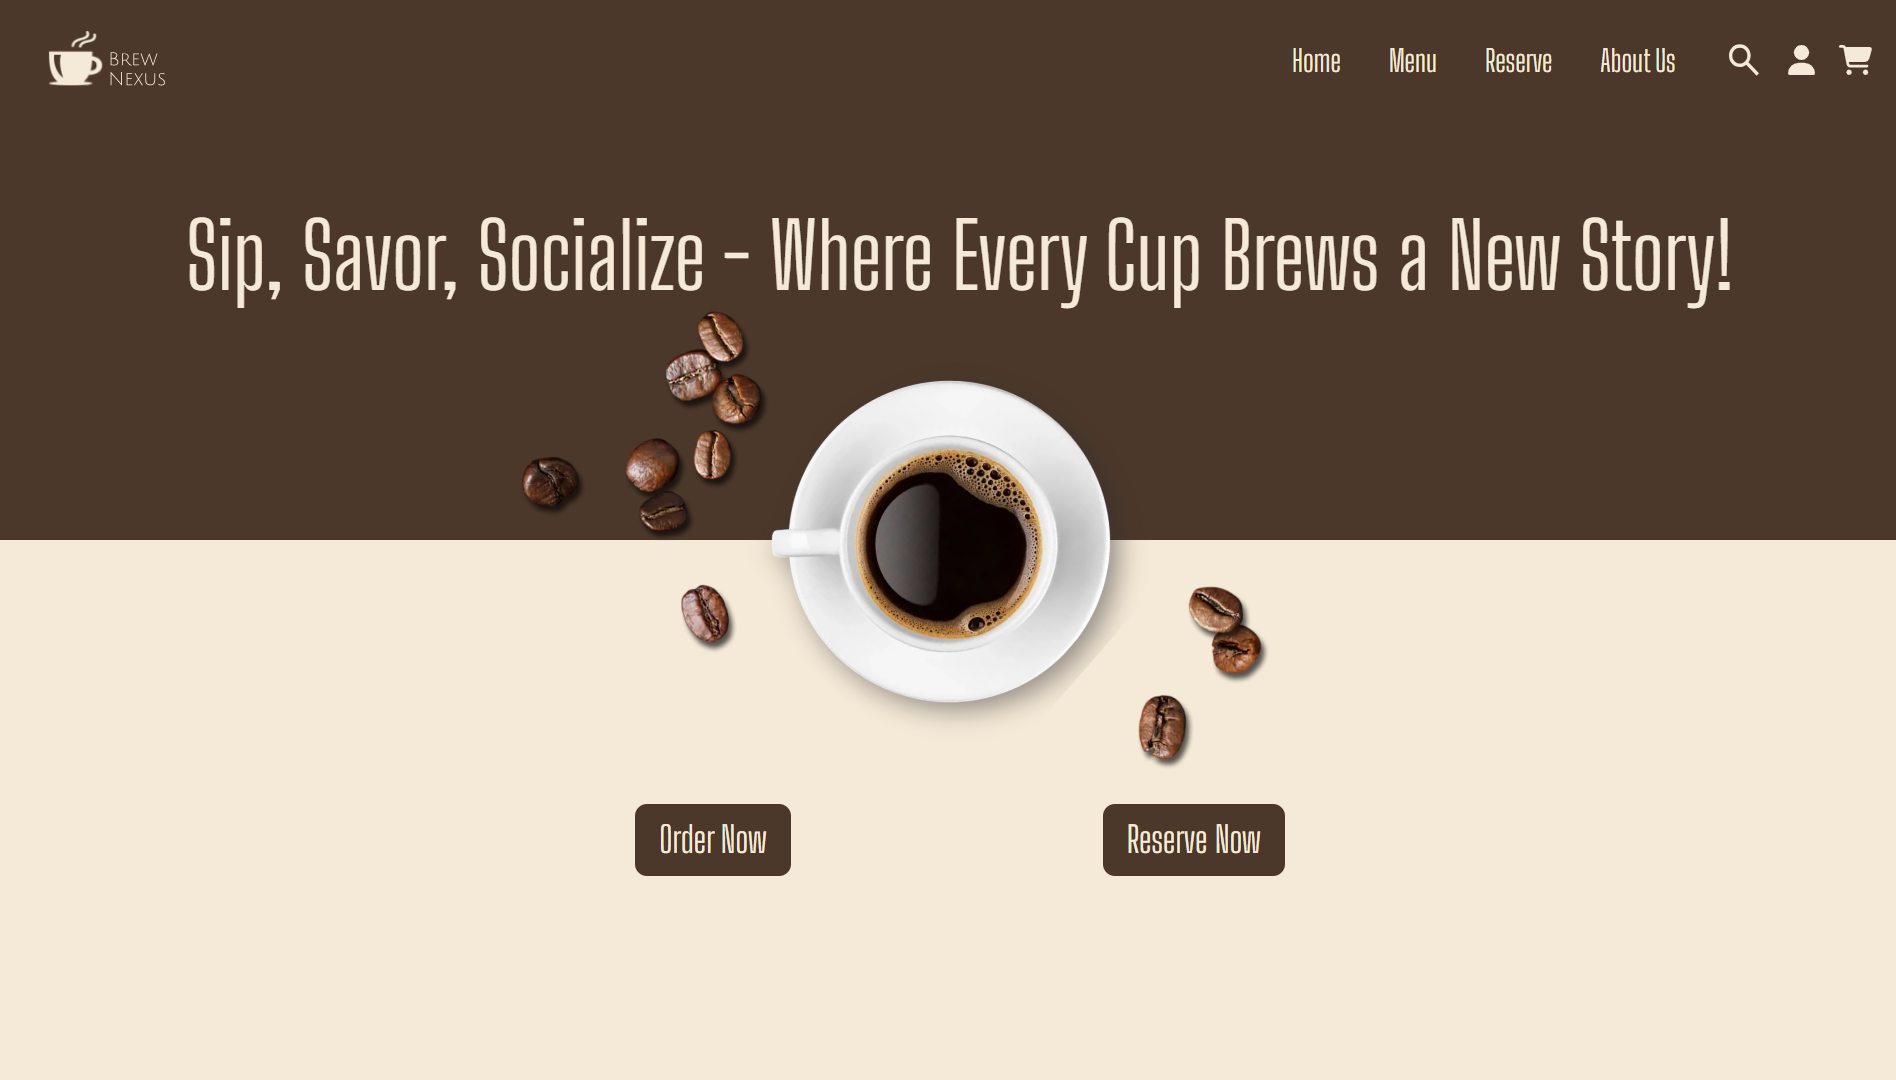 BREW
NEXUS
Home Menu Reserve About Us
Sip, Savor, Socialize - Where Every Cup Brews a New Story!
Order Now Reserve Now